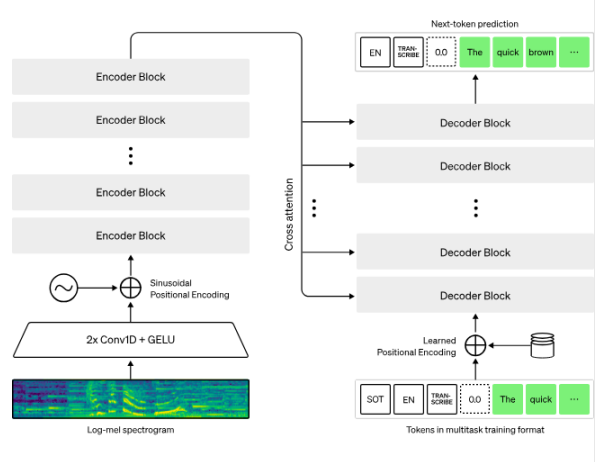 Next-token prediction
EN
TRAN-
SCRIBE
0.0
The
quick
brown
...
Encoder Block
Encoder Block
Encoder Block
Encoder Block
Sinusoidal
Positional Encoding
2x Conv1D + GELU
Log-mel spectrogram
Cross attention
Decoder Block
Decoder Block
Decoder Block
Decoder Block
Learned
Positional Encoding
SOT
EN
TRAN-
SCRIBE
0.0
The
quick
...
Tokens in multitask training format